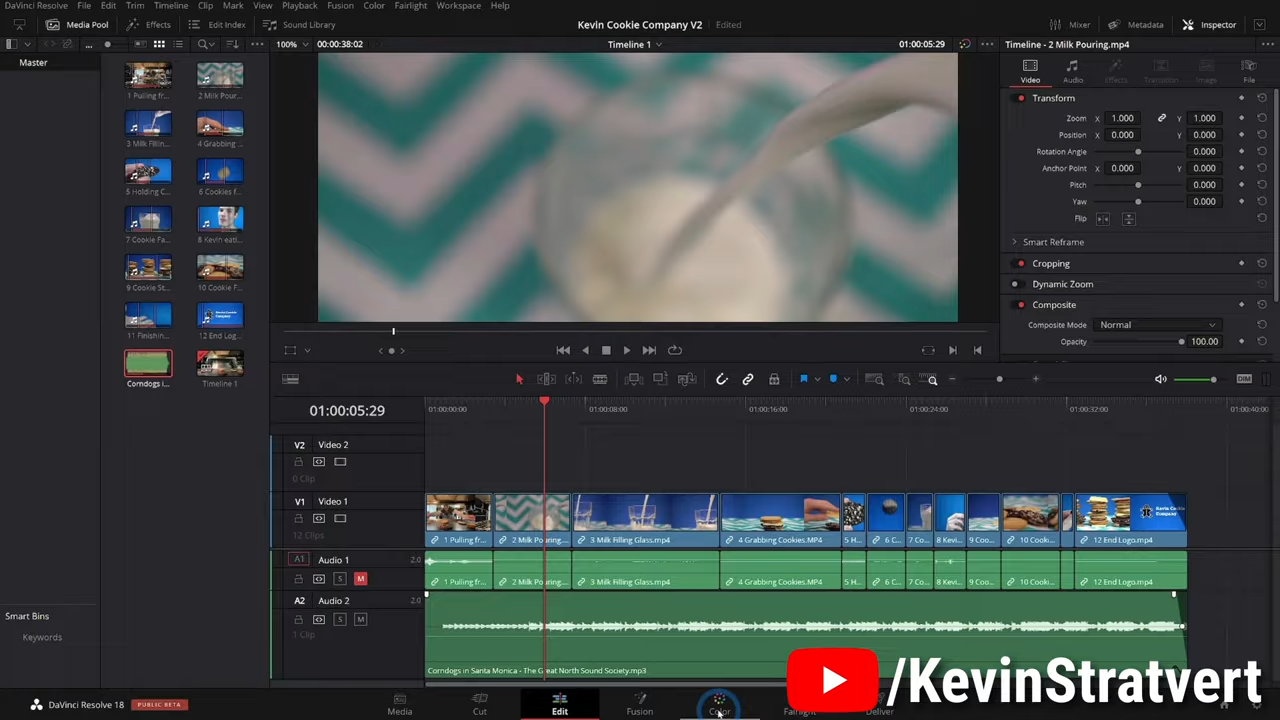 DaVinci Resolve File Edit Trim Timeline Clip Mark View Playback Fusion Color Fairlight Workspace Help
Media Pool Effects Edit Index Sound Library Kevin Cookie Company V2 Edited Mixer Metadata Inspector
... 100% 00:00:38:02 Timeline 1 01:00:05:29 Timeline - 2 Milk Pouring.mp4
Master
Video Audio Effects Transition Image File
1 Pulling fr... 2 Milk Pour...
3 Milk Fillin... 4 Grabbing ...
5 Holding C... 6 Cookies f...
7 Cookie Fa... 8 Kevin eati...
9 Cookie St... 10 Cookie F...
11 Finishin... 12 End Log...
Corndogs i... Timeline 1
Transform
Zoom X 1.000 Y 1.000
Position X 0.000 Y 0.000
Rotation Angle 0.000
Anchor Point X 0.000 Y 0.000
Pitch 0.000
Yaw 0.000
Flip
Smart Reframe
Cropping
Dynamic Zoom
Composite
Composite Mode Normal
Opacity 100.00
DIM
01:00:05:29
01:00:00:00 01:00:08:00 01:00:16:00 01:00:24:00 01:00:32:00 01:00:40:00
V2 Video 2
0 Clip
V1 Video 1
12 Clips
1 Pulling fr... 2 Milk Pouring.mp4 3 Milk Filling Glass.mp4 4 Grabbing Cookies.MP4 5 H... 6 C... 7 Coo... 8 Kevi... 9 Coo... 10 Cooki... 12 End Logo.mp4
A1 Audio 1 2.0
S M
1 Pulling fr... 2 Milk Pouring.mp4 3 Milk Filling Glass.mp4 4 Grabbing Cookies.MP4 5 H... 6 C... 7 Coo... 8 Kevi... 9 Coo... 10 Cooki... 12 End Logo.mp4
A2 Audio 2 2.0
S M
1 Clip
Corndogs in Santa Monica - The Great North Sound Society.mp3
Smart Bins
Keywords
/KevinStratvert
DaVinci Resolve 18 PUBLIC BETA Media Cut Edit Fusion Color Fairlight Deliver